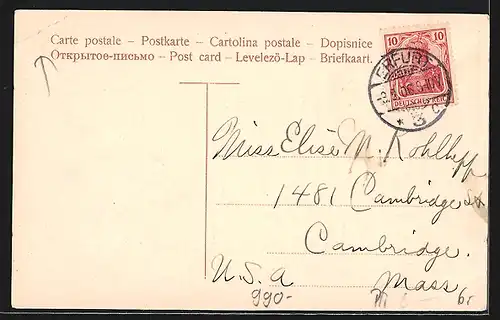 Carte postale – Postkarte – Cartolina postale – Dopisnice
Открытое-письмо – Post card – Levelező-Lap – Briefkaart.
10 10
DEUTSCHES REICH
ERFURT
* 3 c
Miss Elise M. Kohlhepp
1481 Cambridge St
Cambridge.
U.S.A Mass
990-